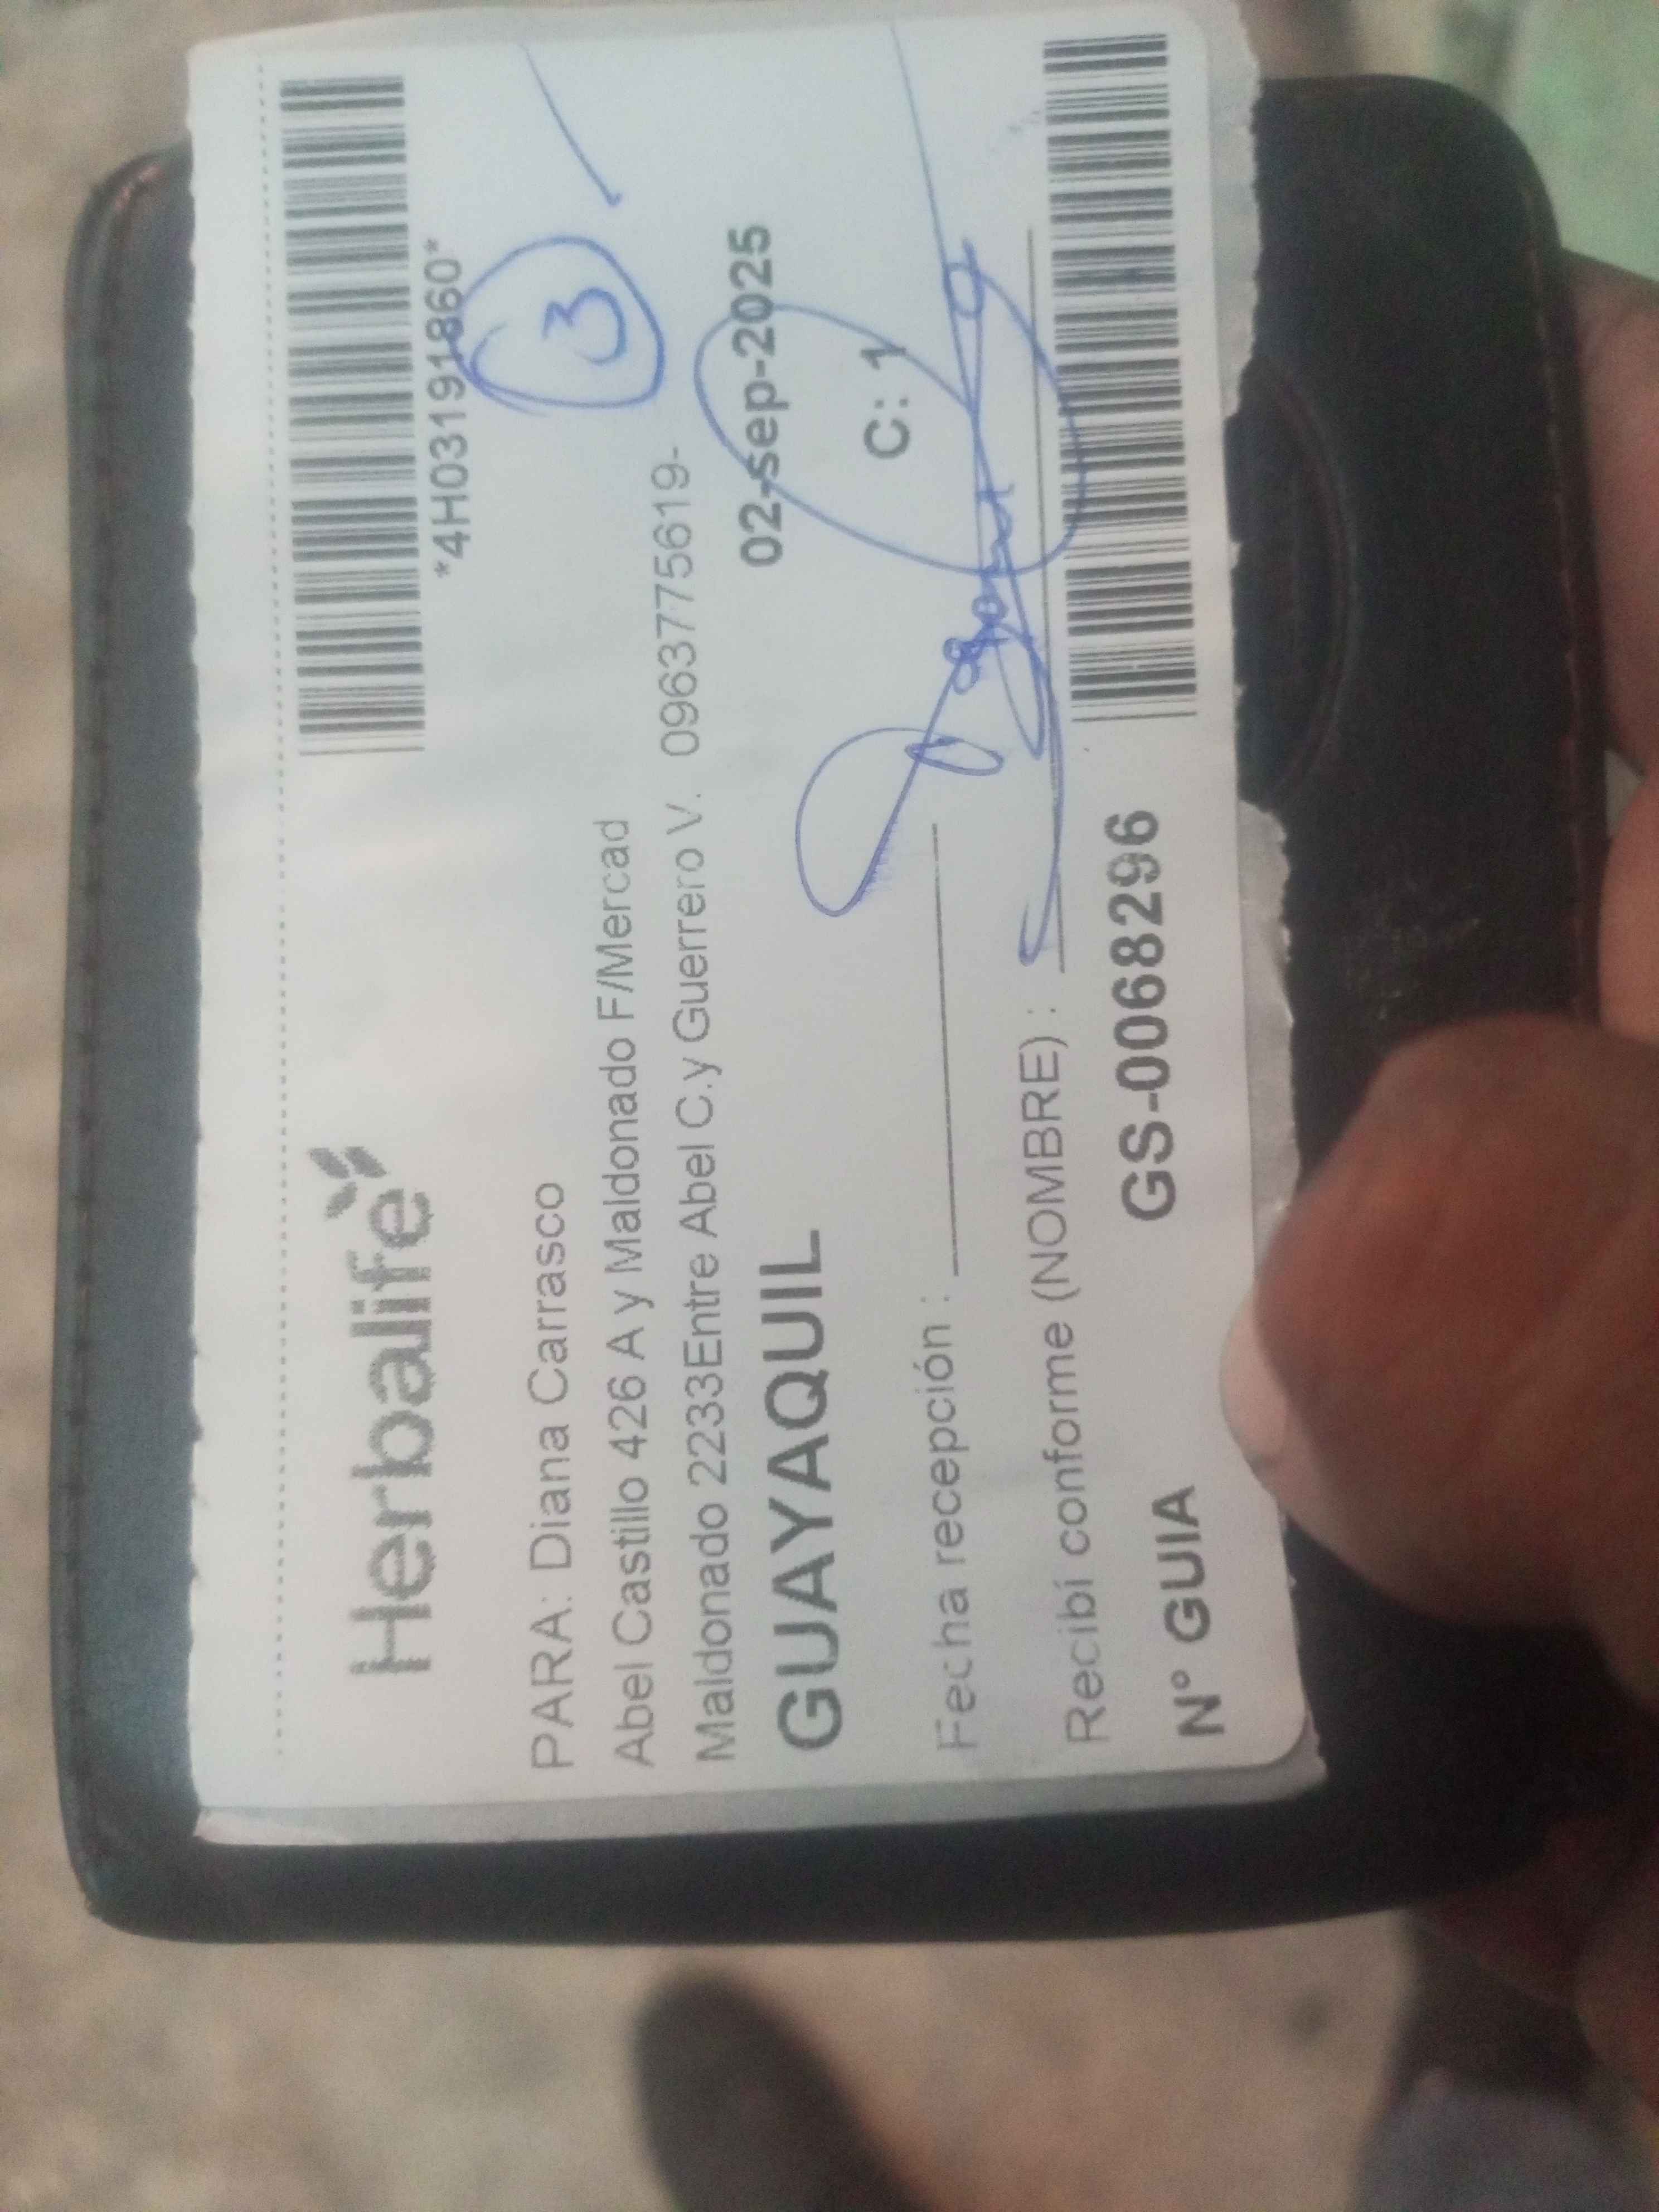 Herbalife
*4H03191860*
PARA: Diana Carrasco
3
Abel Castillo 426 A y Maldonado F/Mercad
Maldonado 2233Entre Abel C.y Guerrero V. 0963775619-
GUAYAQUIL 02-sep-2025
C: 1
Fecha recepción :
Recibí conforme (NOMBRE) :
N° GUIA GS-0068296